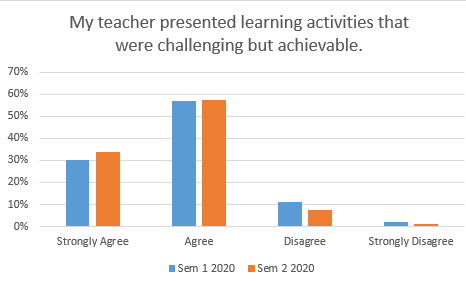 My teacher presented learning activities that
were challenging but achievable.
70%
60%
50%
40%
30%
20%
10%
0%
Strongly Agree Agree Disagree Strongly Disagree
Sem 1 2020 Sem 2 2020